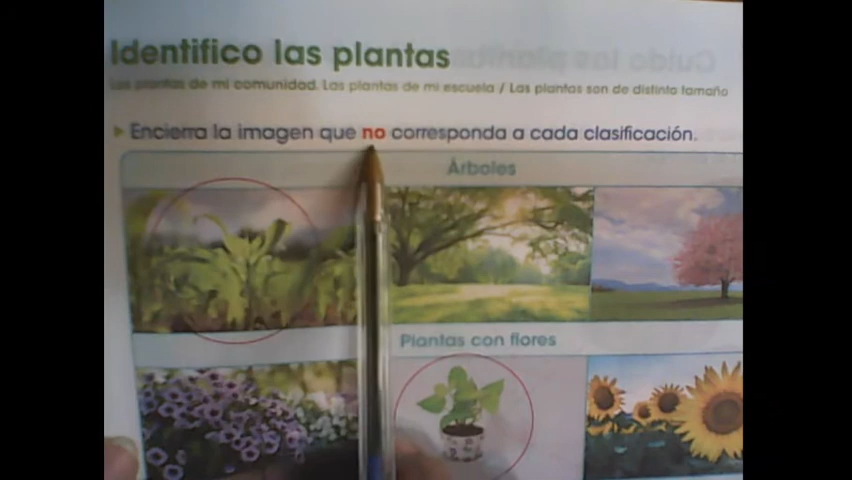 Identifico las plantas
Las plantas de mi comunidad. Las plantas de mi escuela / Las plantas son de distinto tamaño
Encierra la imagen que no corresponda a cada clasificación.
Árboles
Plantas con flores